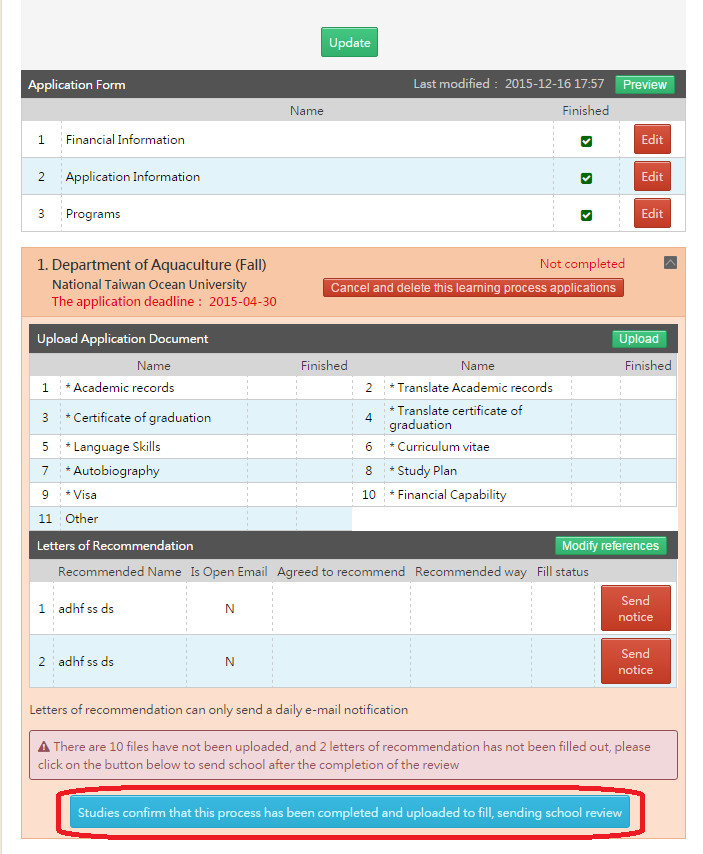 Update
Application Form Last modified : 2015-12-16 17:57 Preview
Name Finished
1 Financial Information Edit
2 Application Information Edit
3 Programs Edit
1. Department of Aquaculture (Fall) Not completed
National Taiwan Ocean University Cancel and delete this learning process applications
The application deadline : 2015-04-30
Upload Application Document Upload
Name Finished Name Finished
1 * Academic records 2 * Translate Academic records
3 * Certificate of graduation 4 * Translate certificate of
graduation
5 * Language Skills 6 * Curriculum vitae
7 * Autobiography 8 * Study Plan
9 * Visa 10 * Financial Capability
11 Other
Letters of Recommendation Modify references
Recommended Name Is Open Email Agreed to recommend Recommended way Fill status
1 adhf ss ds N Send
notice
2 adhf ss ds N Send
notice
Letters of recommendation can only send a daily e-mail notification
There are 10 files have not been uploaded, and 2 letters of recommendation has not been filled out, please
click on the button below to send school after the completion of the review
Studies confirm that this process has been completed and uploaded to fill, sending school review